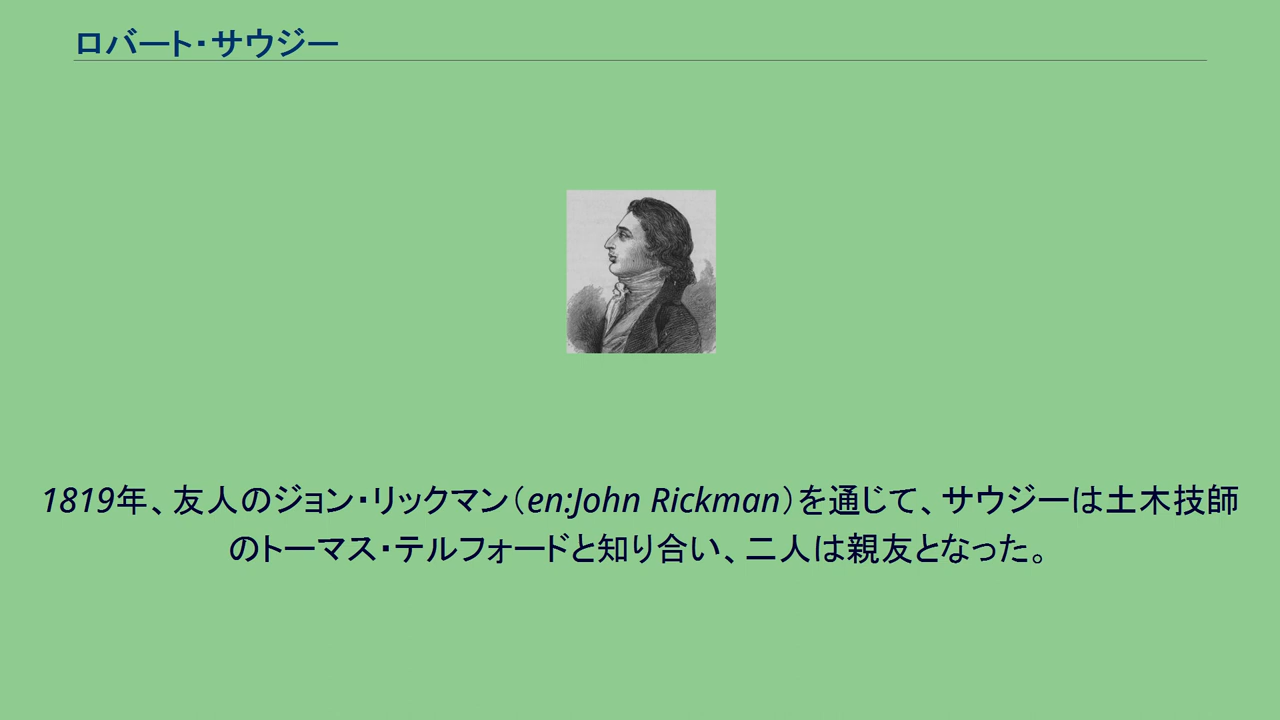 ロバート・サウジー
1819年、友人のジョン・リックマン（en:John Rickman）を通じて、サウジーは土木技師
のトーマス・テルフォードと知り合い、二人は親友となった。